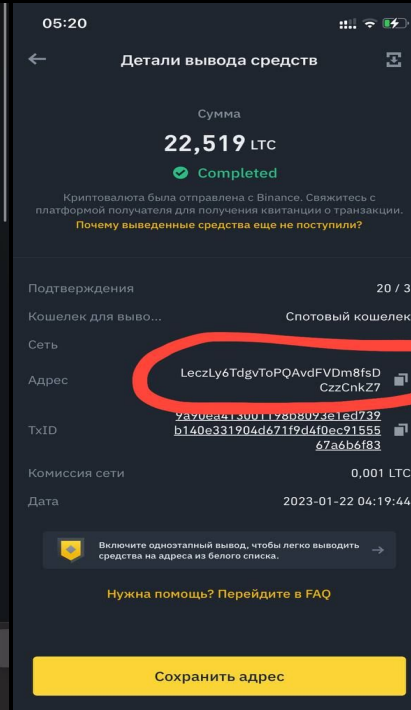 05:20
Детали вывода средств
Сумма
22,519 LTC
Completed
Криптовалюта была отправлена с Binance. Свяжитесь с
платформой получателя для получения квитанции о транзакции.
Почему выведенные средства еще не поступили?
Подтверждения 20 / 3
Кошелек для выво... Спотовый кошелек
Сеть
Адрес LeczLy6TdgvToPQAvdFVDm8fsD
CzzCnkZ7
TxID 9a90ea413001198b8093e1ed739
b140e331904d671f9d4f0ec91555
67a6b6f83
Комиссия сети 0,001 LTC
Дата 2023-01-22 04:19:44
Включите одноэтапный вывод, чтобы легко выводить
средства на адреса из белого списка.
Нужна помощь? Перейдите в FAQ
Сохранить адрес